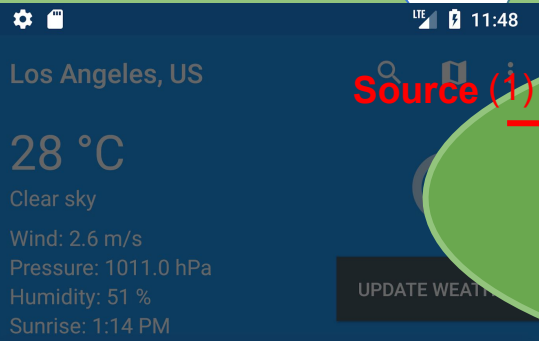 LTE 11:48
Los Angeles, US
Source (1)
28 °C
Clear sky
Wind: 2.6 m/s
Pressure: 1011.0 hPa
UPDATE
Humidity: 51 %
Sunrise: 1:14 PM